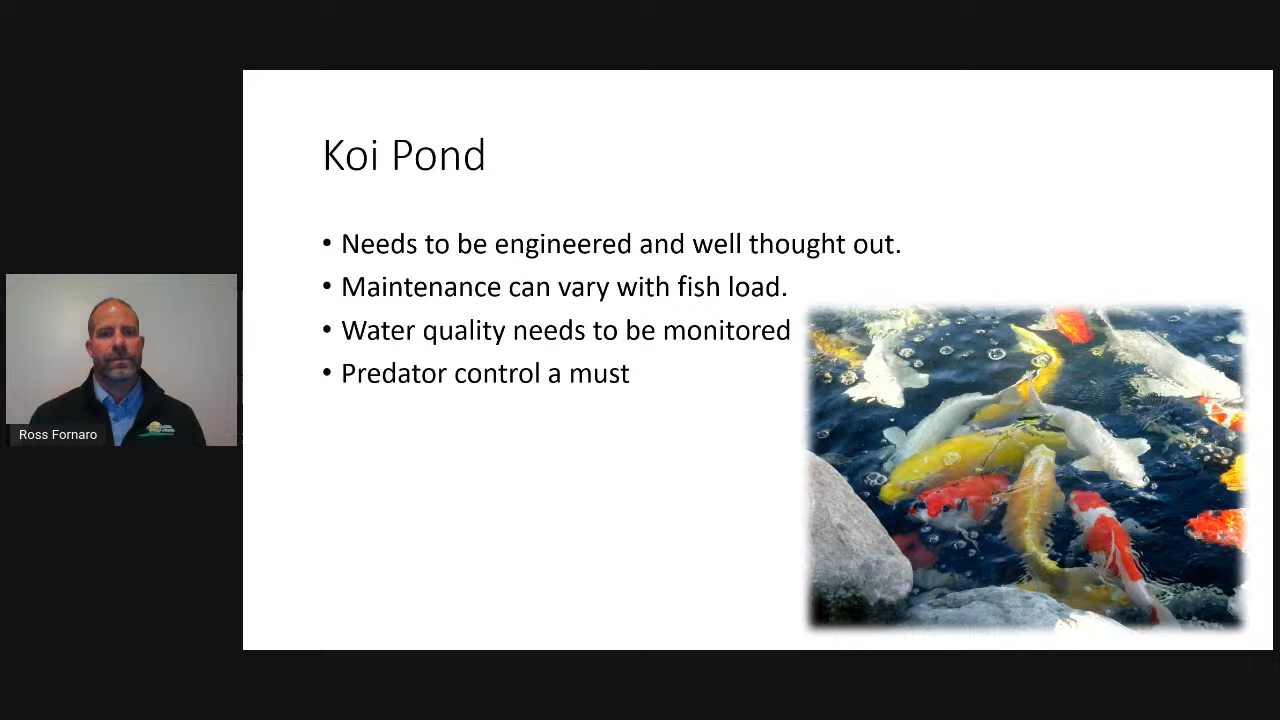 Koi Pond
• Needs to be engineered and well thought out.
• Maintenance can vary with fish load.
• Water quality needs to be monitored
• Predator control a must
Ross Fornaro